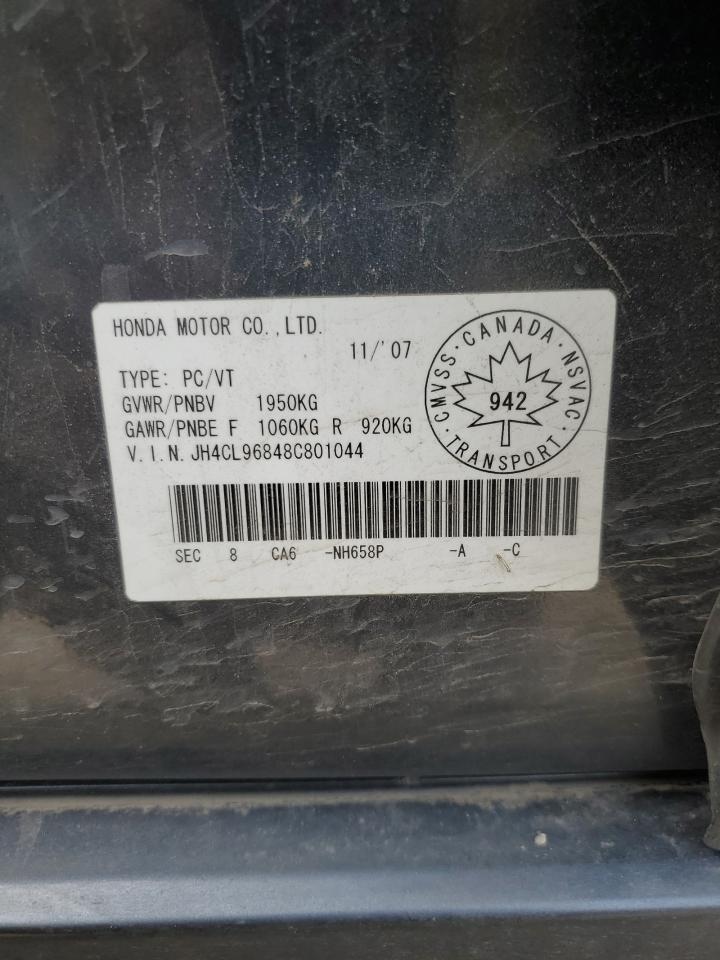 HONDA MOTOR CO.,LTD.
11/'07
TYPE: PC/VT
GVWR/PNBV 1950KG
GAWR/PNBE F 1060KG R 920KG
V.I.N. JH4CL96848C801044
CMVSS · CANADA · NSVAC · TRANSPORT ·
942
SEC 8 CA6 -NH658P -A -C